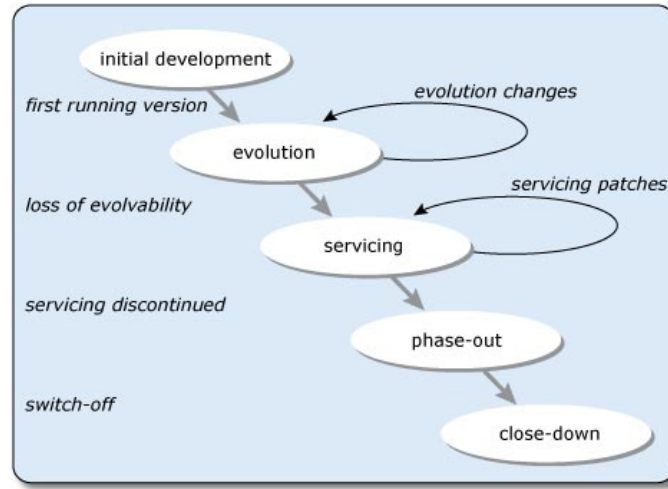 initial development
first running version
evolution changes
evolution
servicing patches
loss of evolvability
servicing
servicing discontinued
phase-out
switch-off
close-down